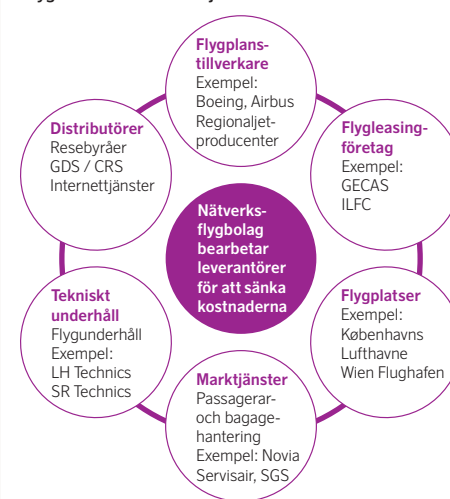 Flygplans-
tillverkare
Exempel:
Boeing, Airbus
Regionaljet-
producenter
Flygleasing-
företag
Exempel:
GECAS
ILFC
Flygplatser
Exempel:
Københavns
Lufthavne
Wien Flughafen
Marktjänster
Passagerar-
och bagage-
hantering
Exempel: Novia
Servisair, SGS
Tekniskt
underhåll
Flygunderhåll
Exempel:
LH Technics
SR Technics
Distributörer
Resebyråer
GDS / CRS
Internettjänster
Nätverks-
flygbolag
bearbetar
leverantörer
för att sänka
kostnaderna